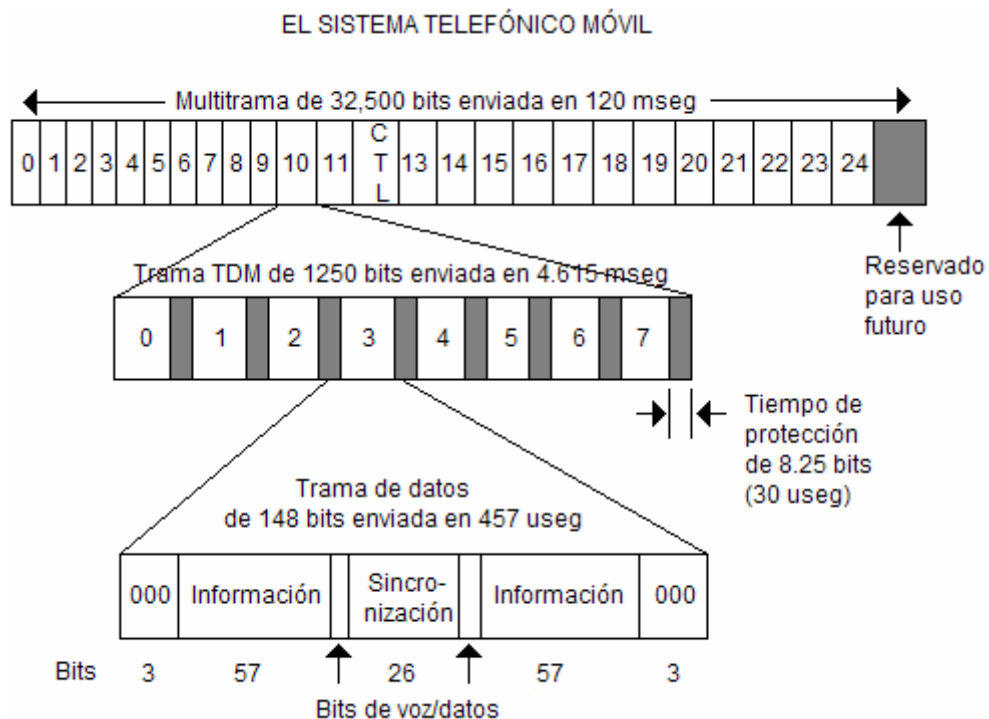 EL SISTEMA TELEFÓNICO MÓVIL
Multitrama de 32,500 bits enviada en 120 mseg
0 1 2 3 4 5 6 7 8 9 10 11 CTL 13 14 15 16 17 18 19 20 21 22 23 24
Reservado
para uso
futuro
Trama TDM de 1250 bits enviada en 4.615 mseg
0 1 2 3 4 5 6 7
Tiempo de
protección
de 8.25 bits
(30 useg)
Trama de datos
de 148 bits enviada en 457 useg
000 Información Sincro-
nización Información 000
Bits 3 57 26 57 3
Bits de voz/datos